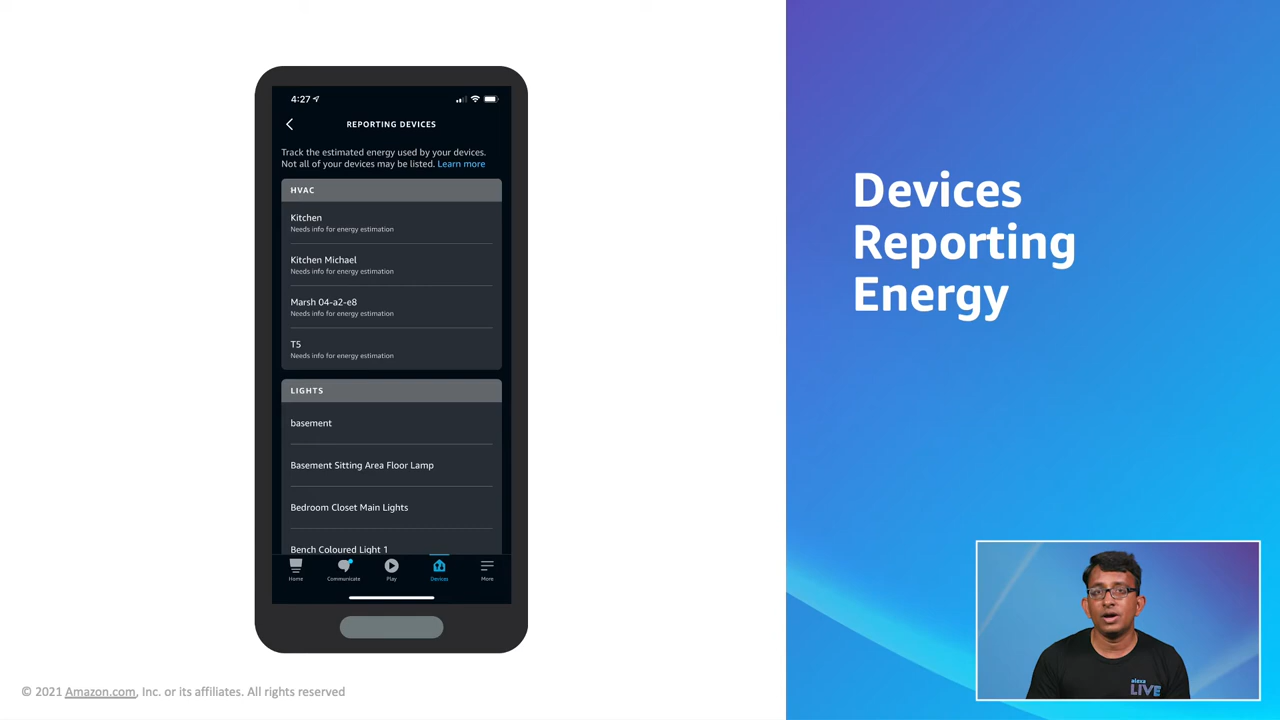 4:27
REPORTING DEVICES
Track the estimated energy used by your devices.
Not all of your devices may be listed. Learn more
HVAC
Kitchen
Needs info for energy estimation
Kitchen Michael
Needs info for energy estimation
Marsh 04-a2-e8
Needs info for energy estimation
T5
Needs info for energy estimation
LIGHTS
basement
Basement Sitting Area Floor Lamp
Bedroom Closet Main Lights
Bench Coloured Light 1
Home Communicate Play Devices More
Devices
Reporting
Energy
alexa
LIVE
© 2021 Amazon.com, Inc. or its affiliates. All rights reserved